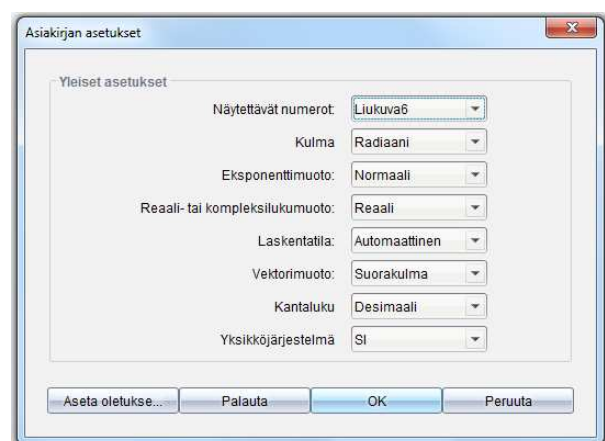 Asiakirjan asetukset
Yleiset asetukset
Näytettävät numerot: Liukuva6
Kulma Radiaani
Eksponenttimuoto: Normaali
Reaali- tai kompleksilukumuoto: Reaali
Laskentatila: Automaattinen
Vektorimuoto: Suorakulma
Kantaluku Desimaali
Yksikköjärjestelmä SI
Aseta oletukse... Palauta OK Peruuta